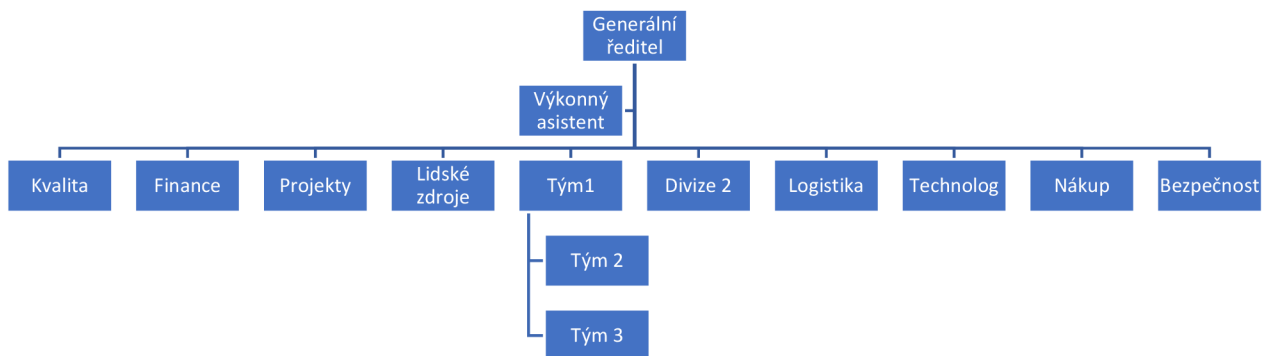 Generální
ředitel
Výkonný
asistent
Kvalita
Finance
Projekty
Lidské
zdroje
Tým1
Divize 2
Logistika
Technolog
Nákup
Bezpečnost
Tým 2
Tým 3